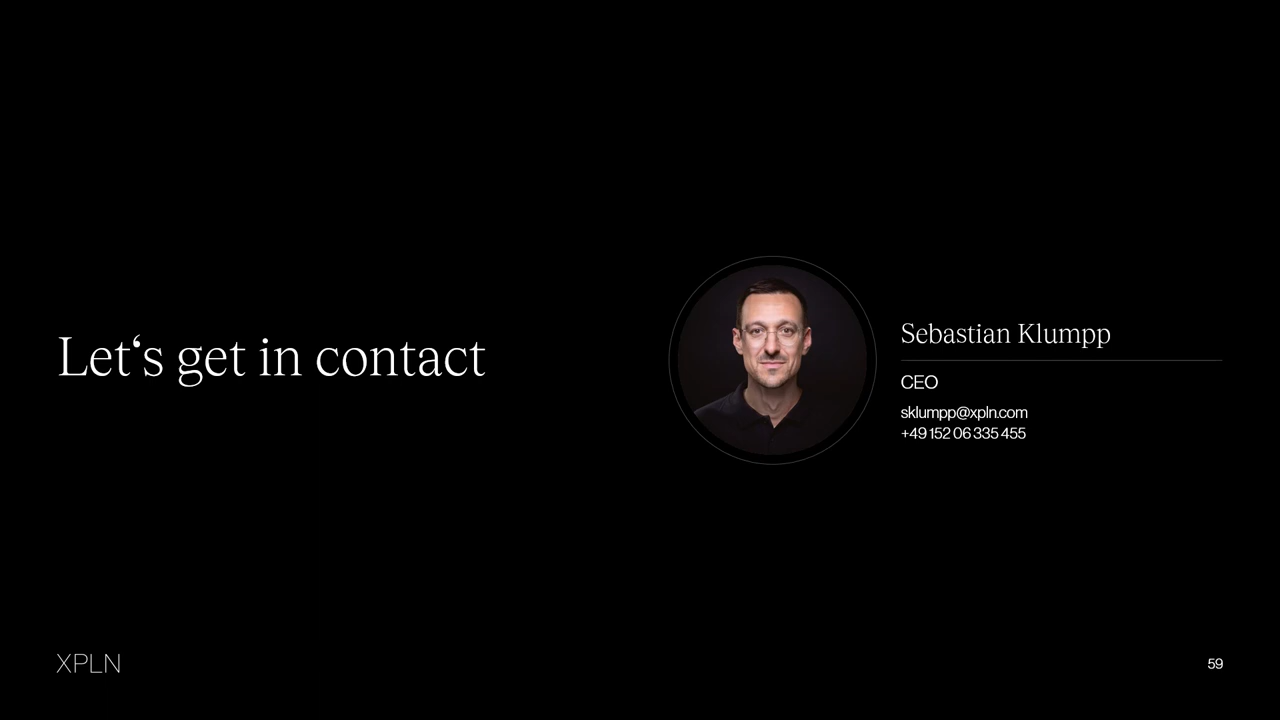 Let‘s get in contact
Sebastian Klumpp
CEO
sklumpp@xpln.com
+49 152 06 335 455
XPLN
59